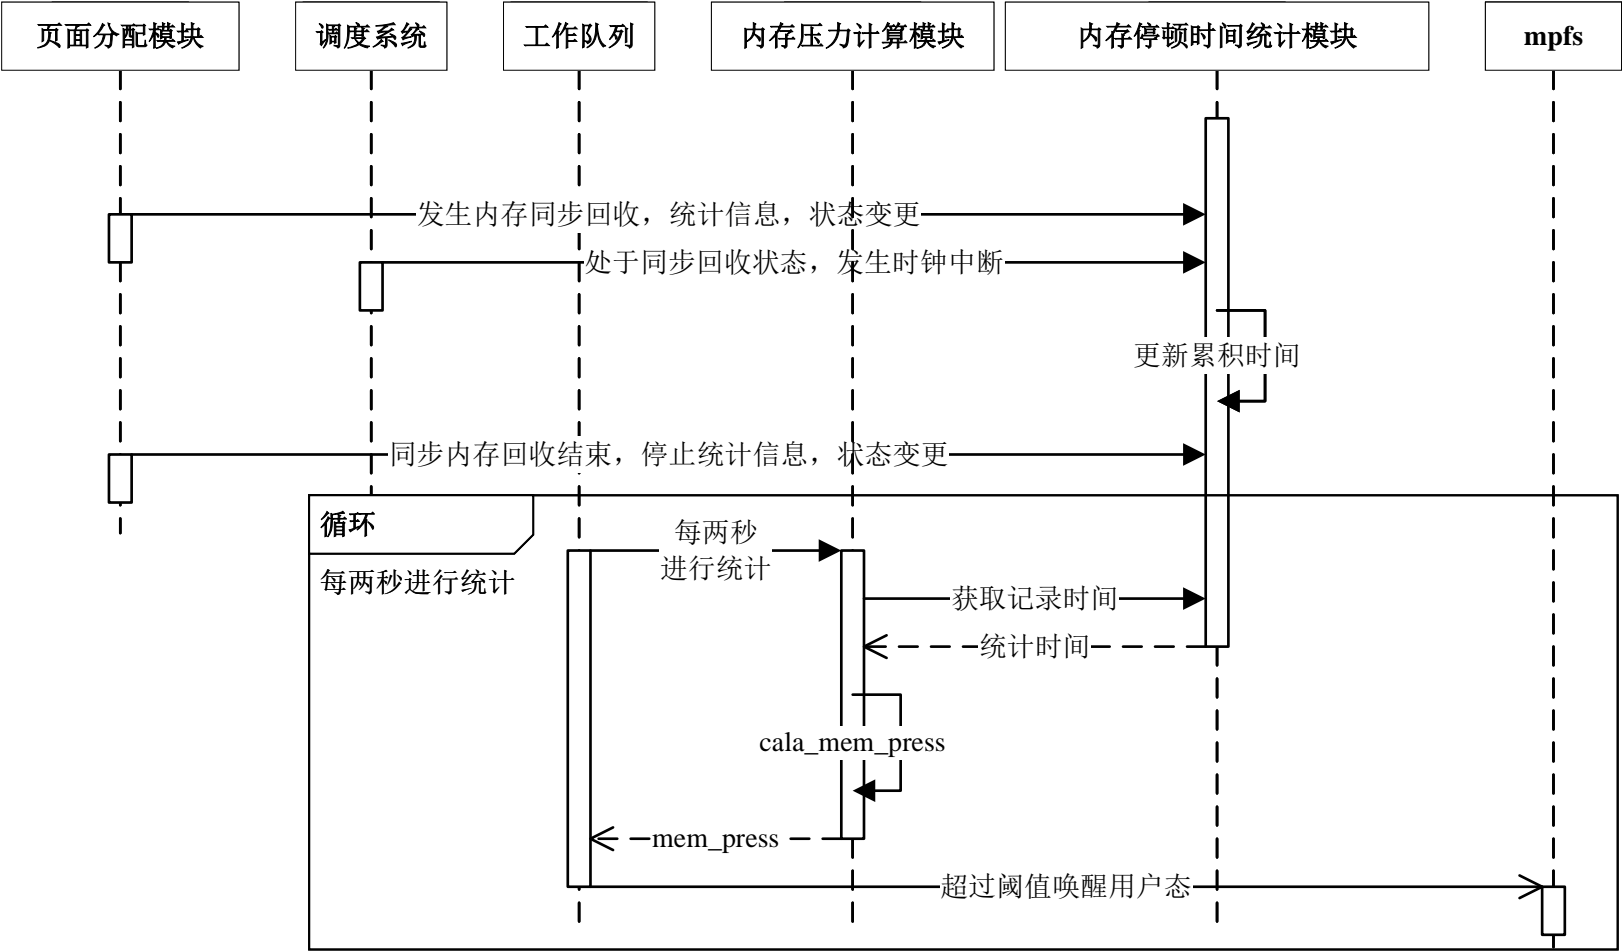 页面分配模块
调度系统
工作队列
内存压力计算模块
内存停顿时间统计模块
mpfs
发生内存同步回收，统计信息，状态变更
处于同步回收状态，发生时钟中断
更新累积时间
同步内存回收结束，停止统计信息，状态变更
循环
每两秒进行统计
每两秒
进行统计
获取记录时间
统计时间
cala_mem_press
mem_press
超过阈值唤醒用户态